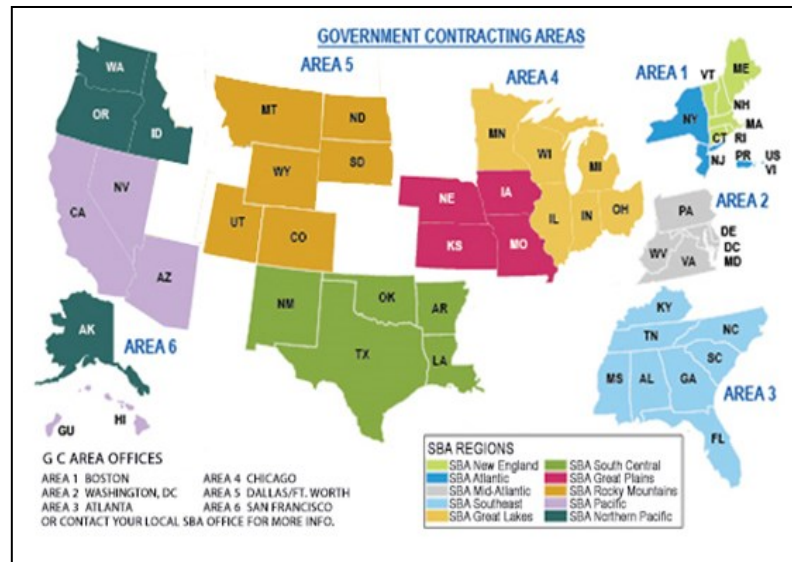 GOVERNMENT CONTRACTING AREAS
AREA 5
AREA 4
AREA 1
WA
OR
ID
MT
ND
SD
WY
UT
CO
MN
WI
MI
IL
IN
OH
NE
IA
KS
MO
VT
ME
NH
MA
NY
CT
RI
NJ
PR
US
VI
AREA 2
PA
DE
DC
MD
WV
VA
CA
NV
AZ
AK
AREA 6
HI
GU
NM
OK
AR
TX
LA
KY
TN
NC
SC
MS
AL
GA
FL
AREA 3
G C AREA OFFICES
AREA 1 BOSTON
AREA 2 WASHINGTON, DC
AREA 3 ATLANTA
AREA 4 CHICAGO
AREA 5 DALLAS/FT. WORTH
AREA 6 SAN FRANCISCO
OR CONTACT YOUR LOCAL SBA OFFICE FOR MORE INFO.
SBA REGIONS
SBA New England
SBA Atlantic
SBA Mid-Atlantic
SBA Southeast
SBA Great Lakes
SBA South Central
SBA Great Plains
SBA Rocky Mountains
SBA Pacific
SBA Northern Pacific